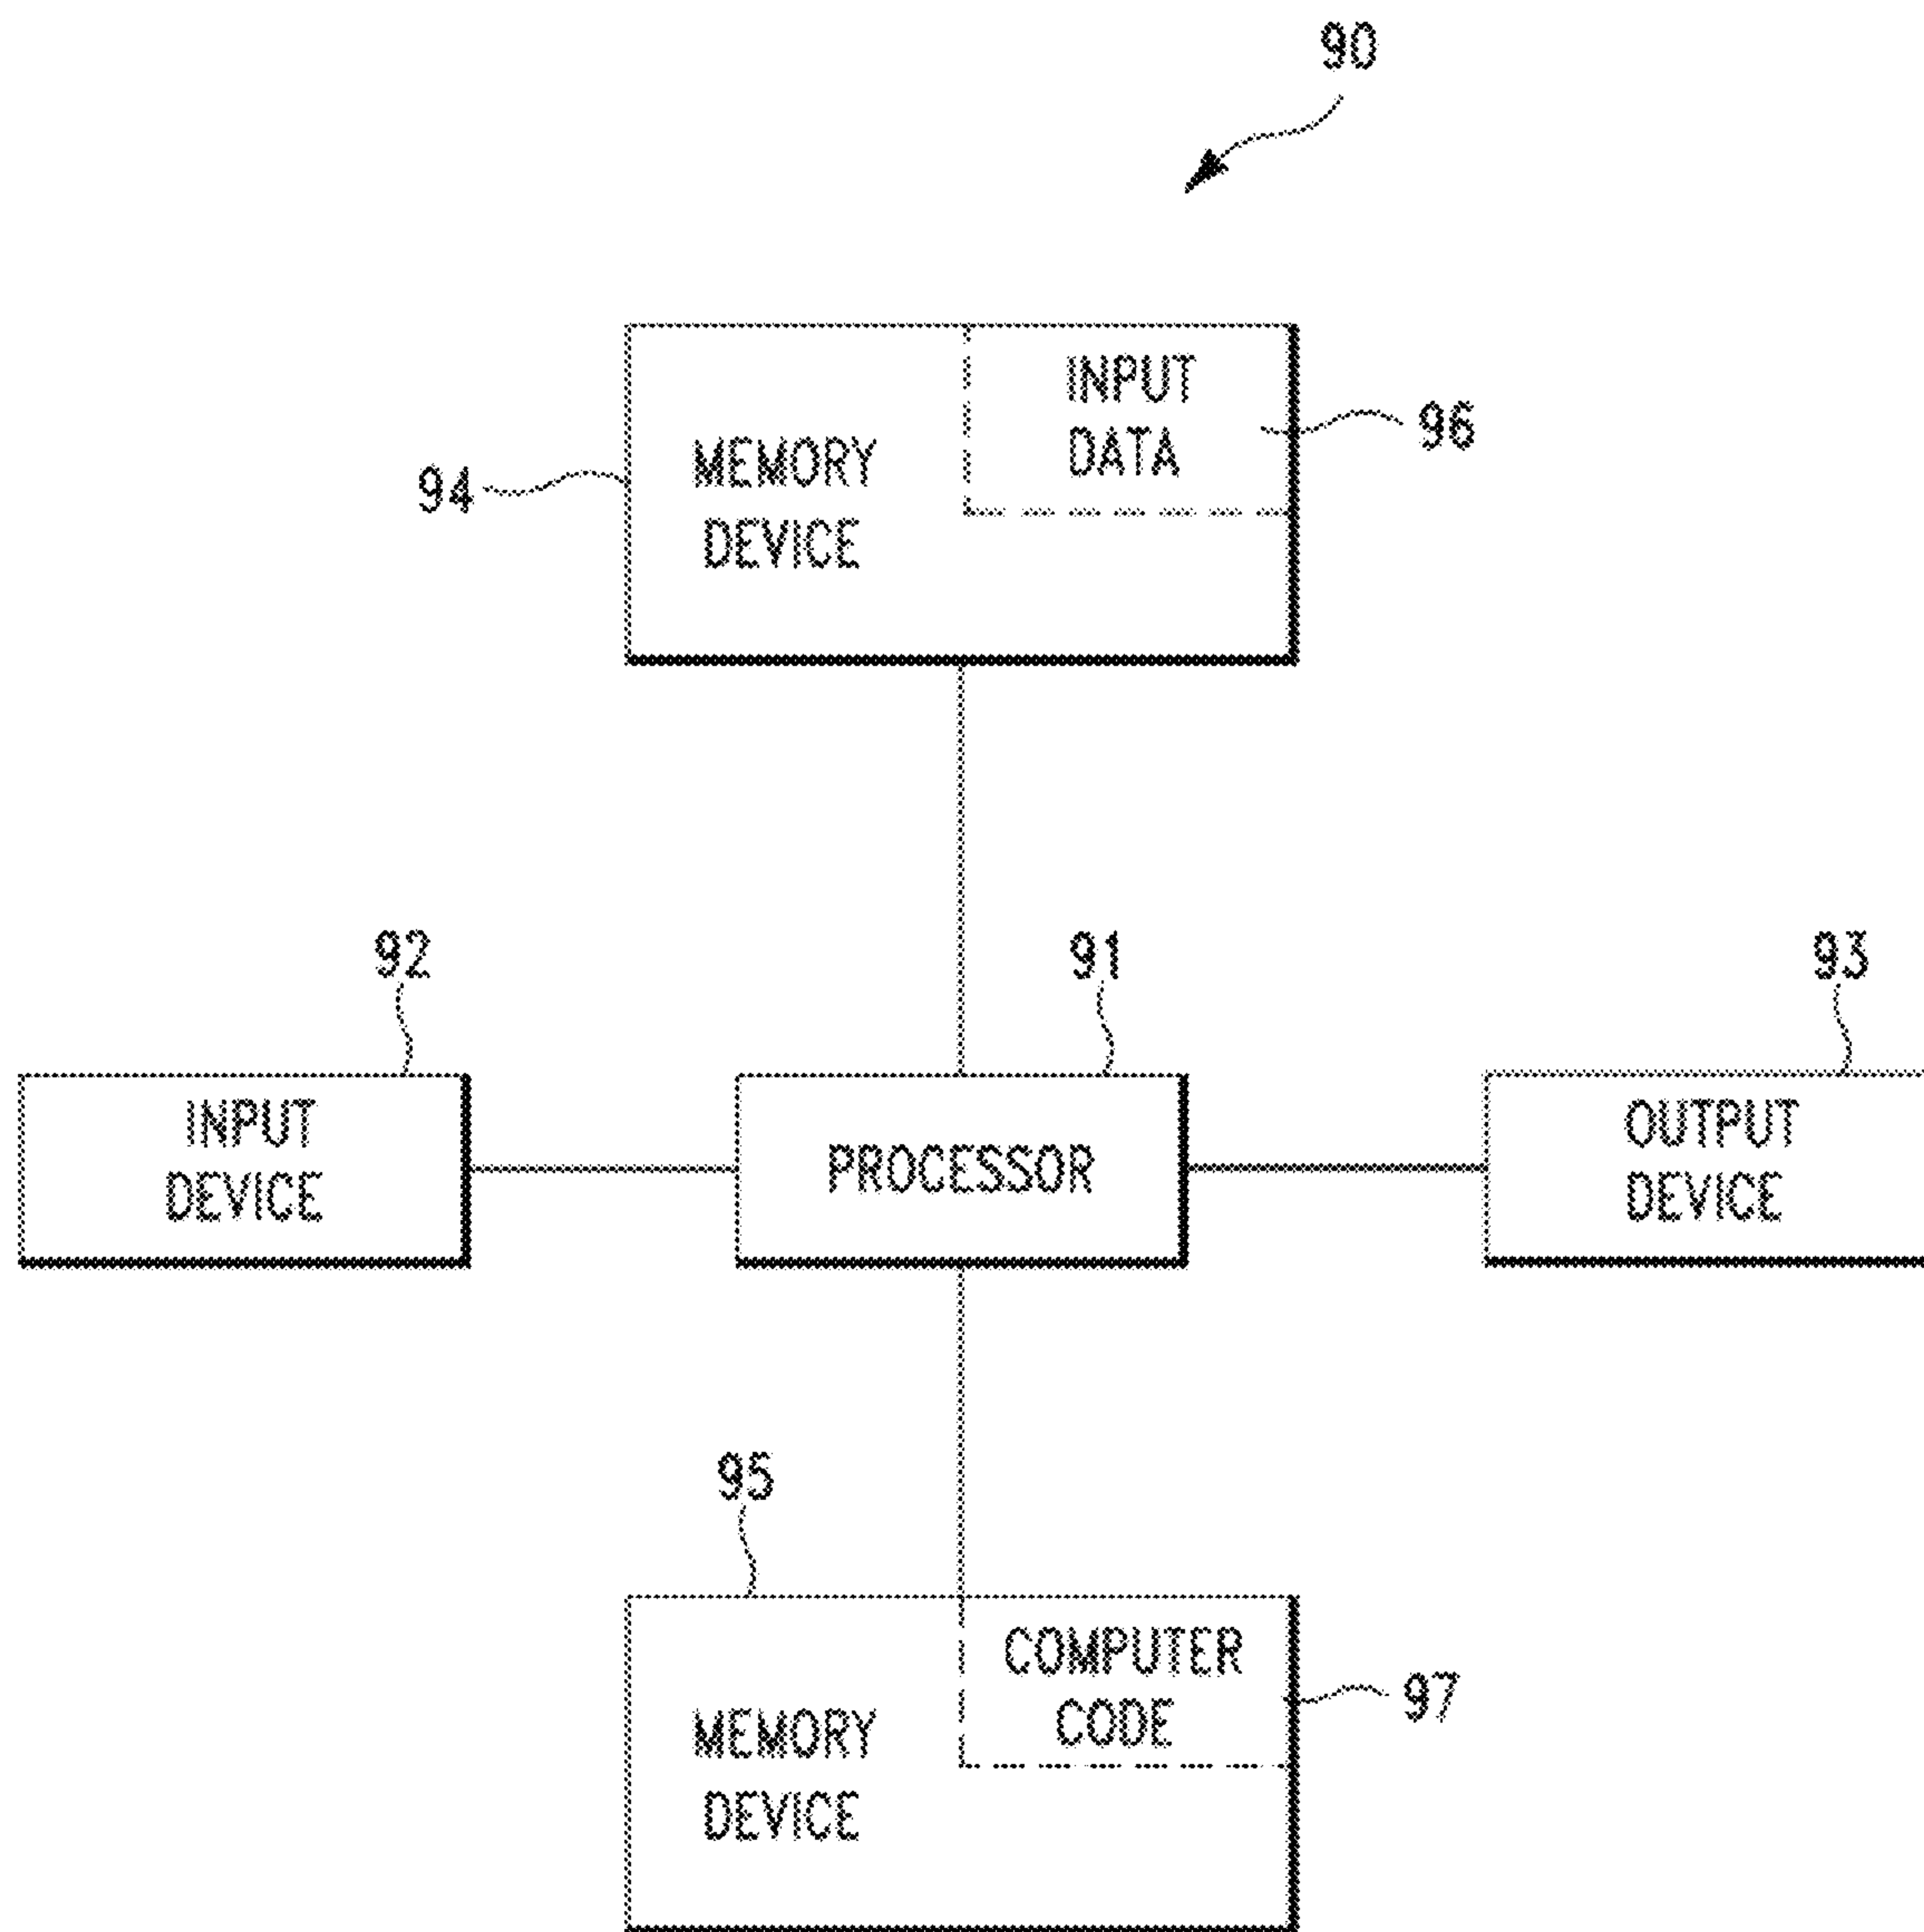 90
INPUT
DATA
96
MEMORY
DEVICE
94
92
91
93
INPUT
DEVICE
PROCESSOR
OUTPUT
DEVICE
95
COMPUTER
CODE
97
MEMORY
DEVICE